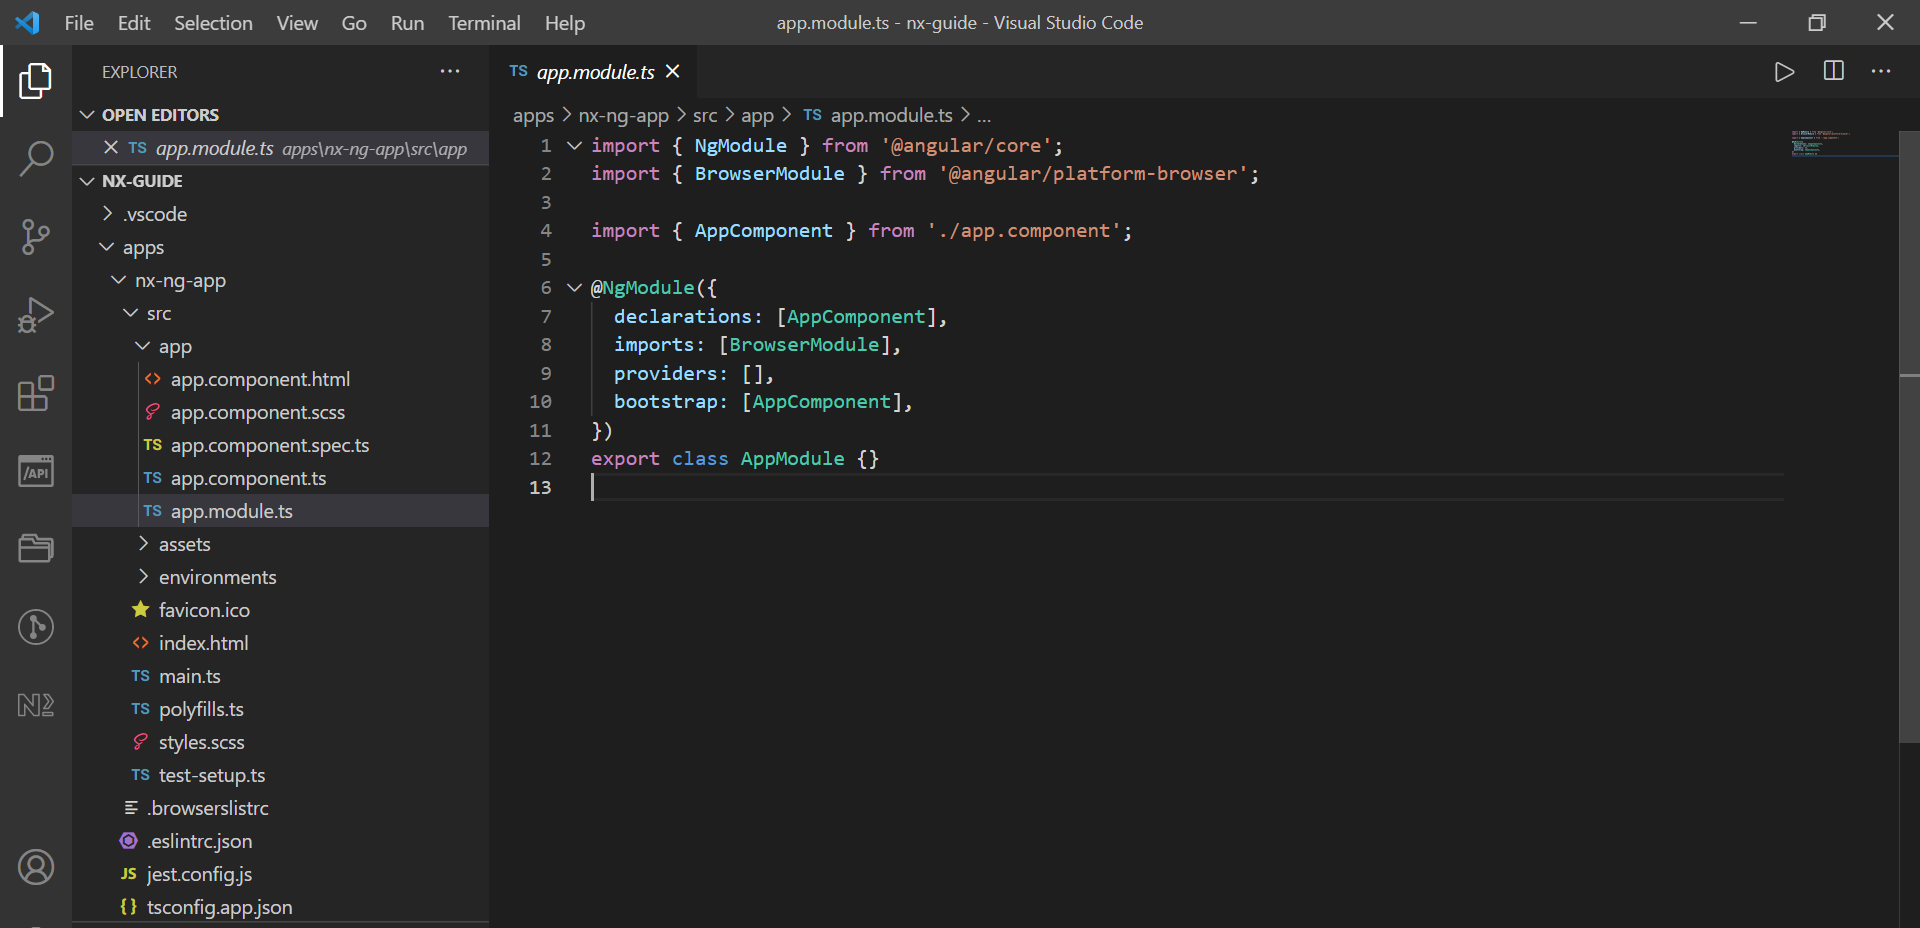 File Edit Selection View Go Run Terminal Help app.module.ts - nx-guide - Visual Studio Code
EXPLORER
OPEN EDITORS
TS app.module.ts apps\nx-ng-app\src\app
NX-GUIDE
.vscode
apps
nx-ng-app
src
app
app.component.html
app.component.scss
TS app.component.spec.ts
TS app.component.ts
TS app.module.ts
assets
environments
favicon.ico
index.html
TS main.ts
TS polyfills.ts
styles.scss
TS test-setup.ts
.browserslistrc
.eslintrc.json
JS jest.config.js
{} tsconfig.app.json
/API
TS app.module.ts
apps > nx-ng-app > src > app > TS app.module.ts > ...
1 import { NgModule } from '@angular/core';
2 import { BrowserModule } from '@angular/platform-browser';
3
4 import { AppComponent } from './app.component';
5
6 @NgModule({
7 declarations: [AppComponent],
8 imports: [BrowserModule],
9 providers: [],
10 bootstrap: [AppComponent],
11 })
12 export class AppModule {}
13